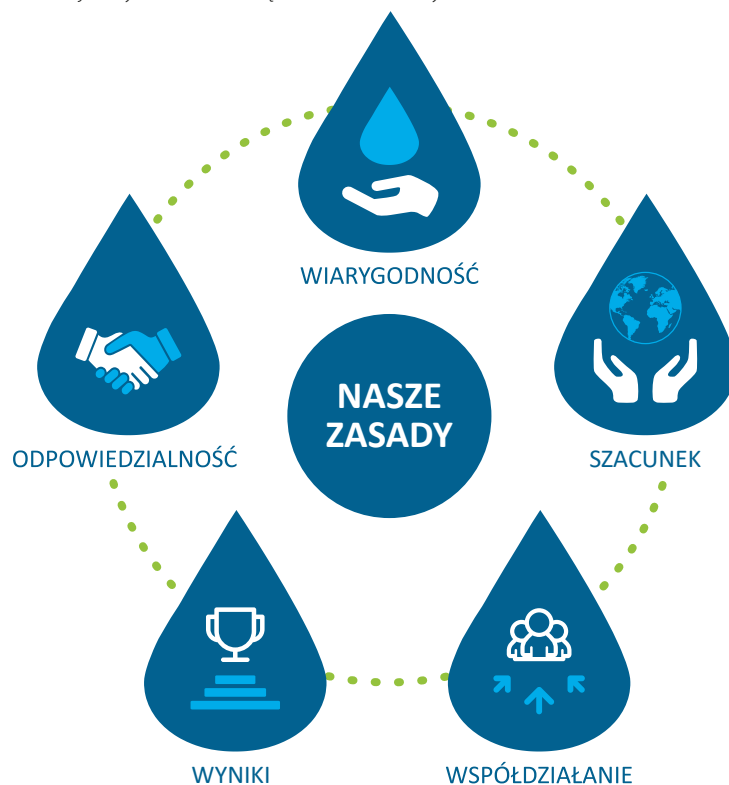 WIARYGODNOŚĆ
NASZE
ZASADY
ODPOWIEDZIALNOŚĆ
SZACUNEK
WYNIKI
WSPÓŁDZIAŁANIE